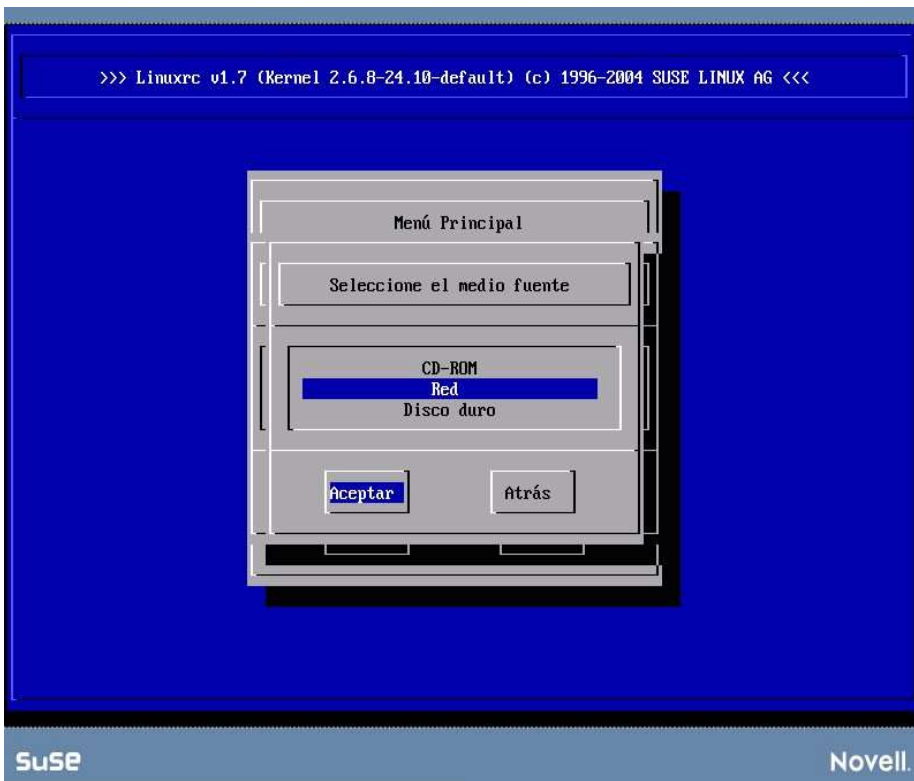 >>> Linuxrc v1.7 (Kernel 2.6.8-24.10-default) (c) 1996-2004 SUSE LINUX AG <<<
Menú Principal
Seleccione el medio fuente
CD-ROM
Red
Disco duro
Aceptar
Atrás
SuSE
Novell.